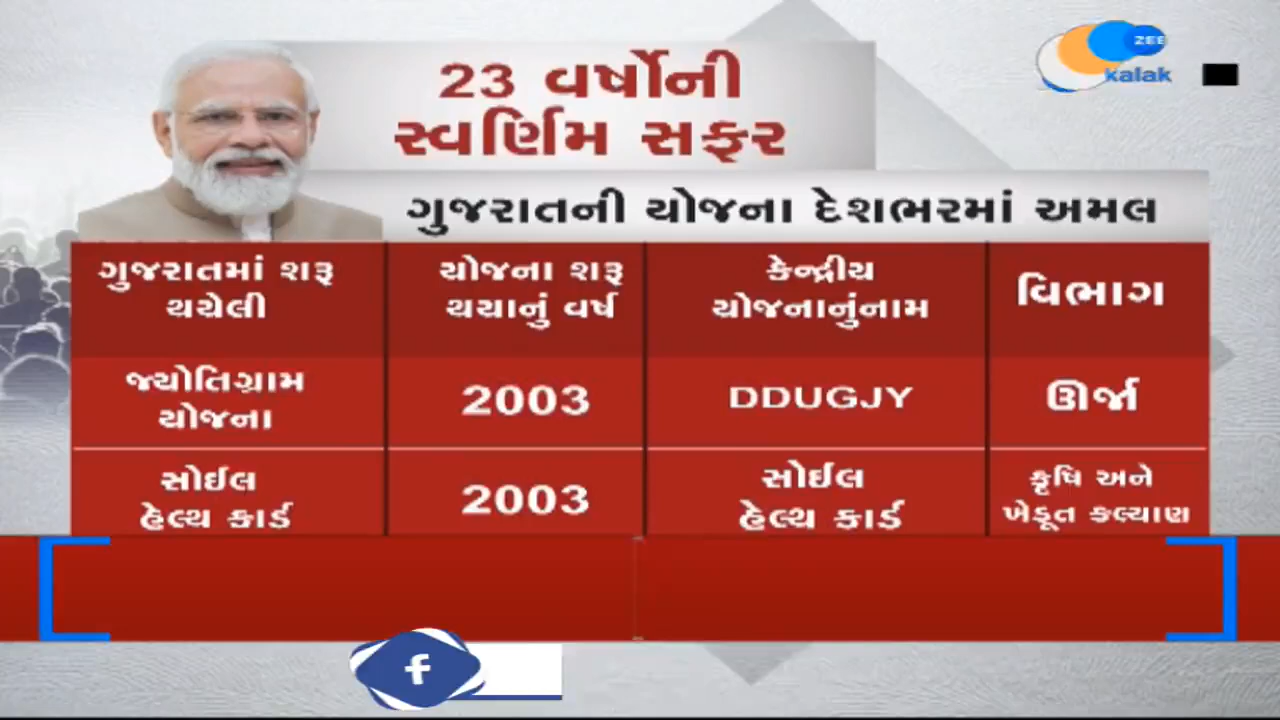 ZEE
kalak
23 વર્ષોની
સ્વર્ણિમ સફર
ગુજરાતની યોજના દેશભરમાં અમલ
ગુજરાતમાં શરૂ
થયેલી
યોજના શરૂ
થયાનું વર્ષ
કેન્દ્રીય
યોજનાનુંનામ
વિભાગ
જ્યોતિગ્રામ
યોજના
2003
DDUGJY
ઊર્જા
સોઈલ
હેલ્થ કાર્ડ
2003
સોઈલ
હેલ્થ કાર્ડ
કૃષિ અને
ખેડૂત કલ્યાણ
f